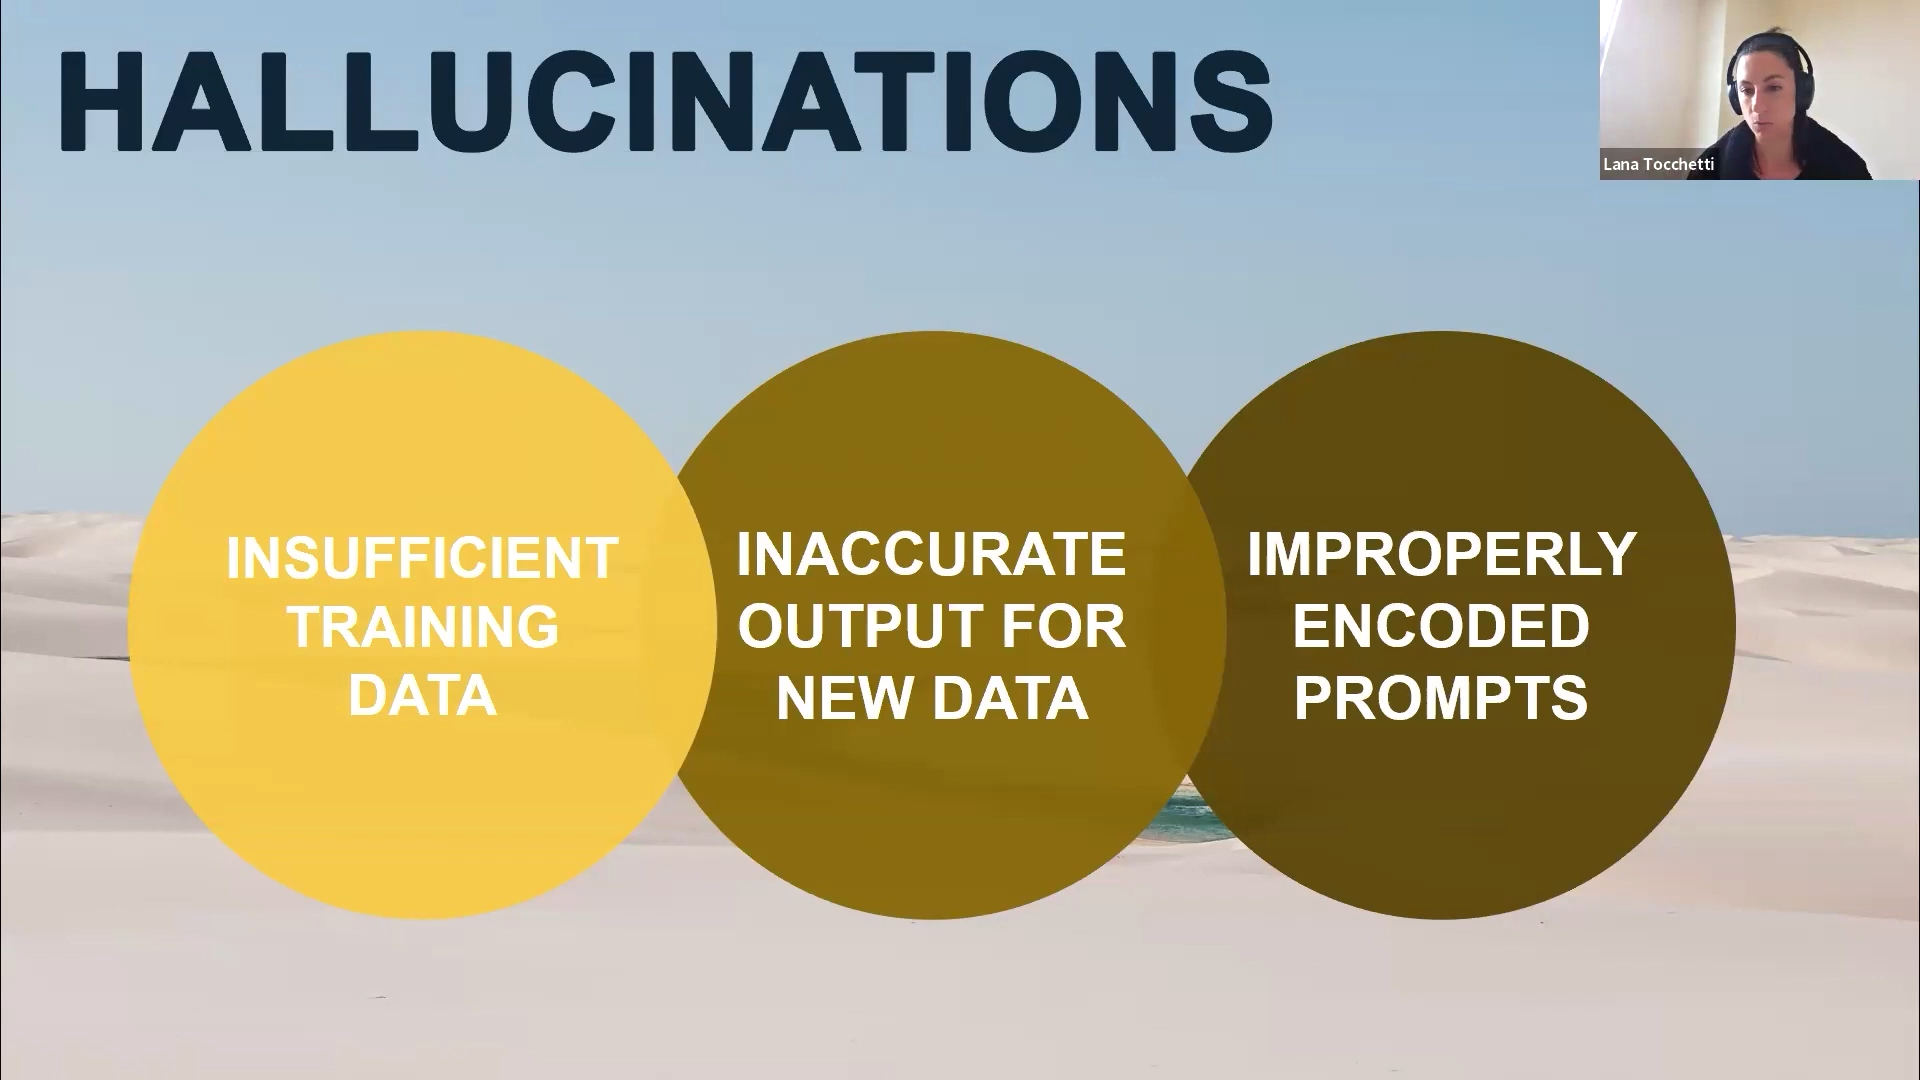 HALLUCINATIONS
Lana Tocchetti
INSUFFICIENT
TRAINING
DATA
INACCURATE
OUTPUT FOR
NEW DATA
IMPROPERLY
ENCODED
PROMPTS